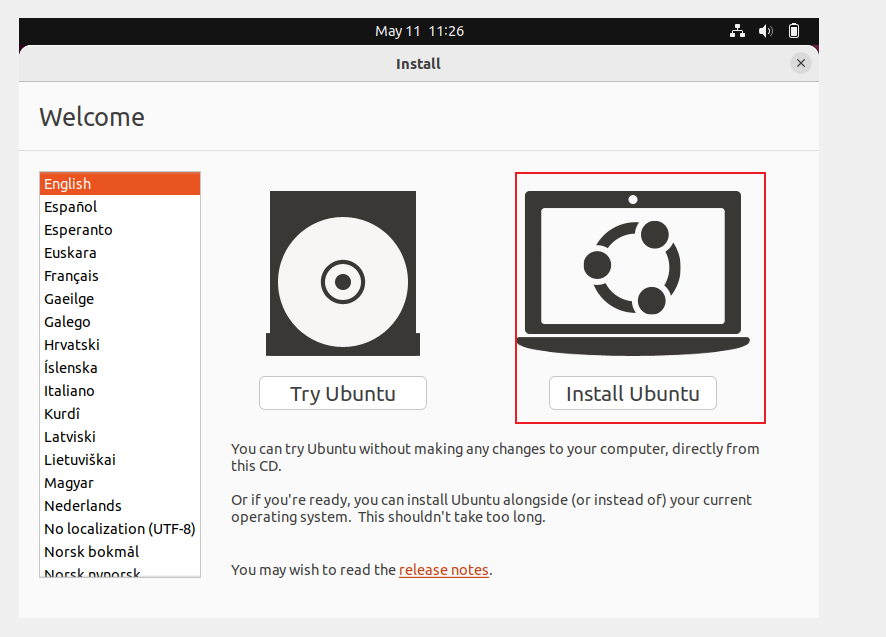 May 11 11:26
Install
Welcome
English
Español
Esperanto
Euskara
Français
Gaeilge
Galego
Hrvatski
Íslenska
Italiano
Kurdî
Latviski
Lietuviškai
Magyar
Nederlands
No localization (UTF-8)
Norsk bokmål
Norsk nynorsk
Try Ubuntu
Install Ubuntu
You can try Ubuntu without making any changes to your computer, directly from
this CD.
Or if you're ready, you can install Ubuntu alongside (or instead of) your current
operating system. This shouldn't take too long.
You may wish to read the release notes.